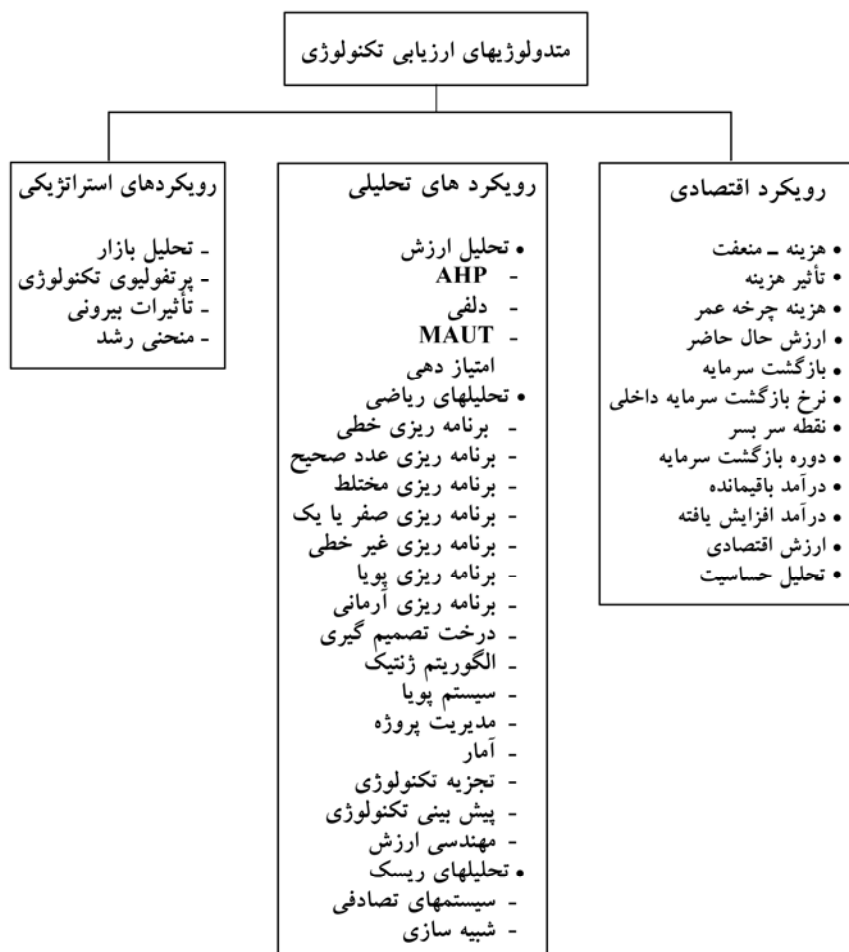 متدولوژیهای ارزیابی تکنولوژی
رویکرد اقتصادی
• هزینه – منفعت
• تأثیر هزینه
• هزینه چرخه عمر
• ارزش حال حاضر
• بازگشت سرمایه
• نرخ بازگشت سرمایه داخلی
• نقطه سر بسر
• دوره بازگشت سرمایه
• درآمد باقیمانده
• درآمد افزایش یافته
• ارزش اقتصادی
• تحلیل حساسیت
رویکرد های تحلیلی
• تحلیل ارزش
- AHP
- دلفی
- MAUT
امتیاز دهی
• تحلیلهای ریاضی
- برنامه ریزی خطی
- برنامه ریزی عدد صحیح
- برنامه ریزی مختلط
- برنامه ریزی صفر یا یک
- برنامه ریزی غیر خطی
- برنامه ریزی پویا
- برنامه ریزی آرمانی
- درخت تصمیم گیری
- الگوریتم ژنتیک
- سیستم پویا
- مدیریت پروژه
- آمار
- تجزیه تکنولوژی
- پیش بینی تکنولوژی
- مهندسی ارزش
• تحلیلهای ریسک
- سیستمهای تصادفی
- شبیه سازی
رویکردهای استراتژیکی
- تحلیل بازار
- پرتفولیوی تکنولوژی
- تأثیرات بیرونی
- منحنی رشد